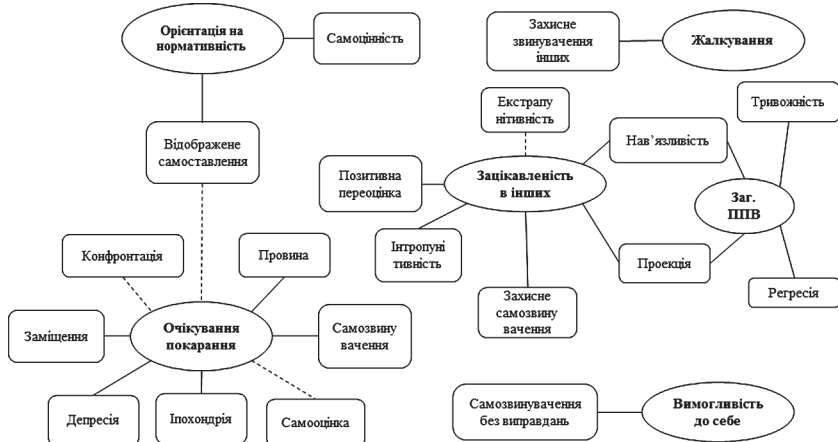 Орієнтація на
нормативність
Самоцінність
Захисне
звинувачення
інших
Жалкування
Відображене
самоставлення
Екстрапу
нітивність
Нав’язливість
Тривожність
Позитивна
переоцінка
Зацікавленість
в інших
Заг.
ППВ
Інтропуні
тивність
Проекція
Регресія
Захисне
самозвину
вачення
Конфронтація
Провина
Заміщення
Очікування
покарання
Самозвину
вачення
Депресія
Іпохондрія
Самооцінка
Самозвинувачення
без виправдань
Вимогливість
до себе